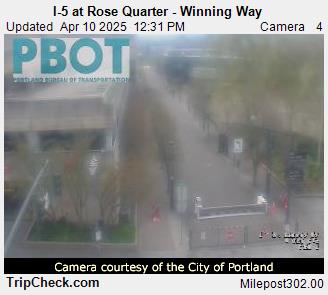 I-5 at Rose Quarter - Winning Way
Updated Apr 10 2025 12:31 PM Camera 4
PBOT
PORTLAND BUREAU OF TRANSPORTATION
Camera courtesy of the City of Portland
TripCheck.com Milepost302.00